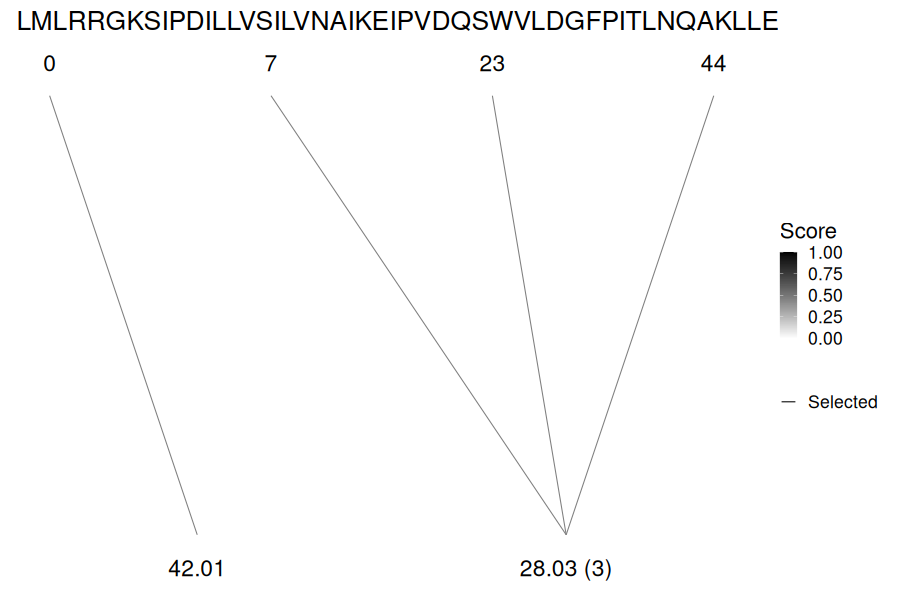 LMLRRGKSIPDILLVSILVNAIKEIPVDQSWVLDGFPITLNQAKLLE
0 7 23 44
Score
1.00
0.75
0.50
0.25
0.00
Selected
42.01 28.03 (3)